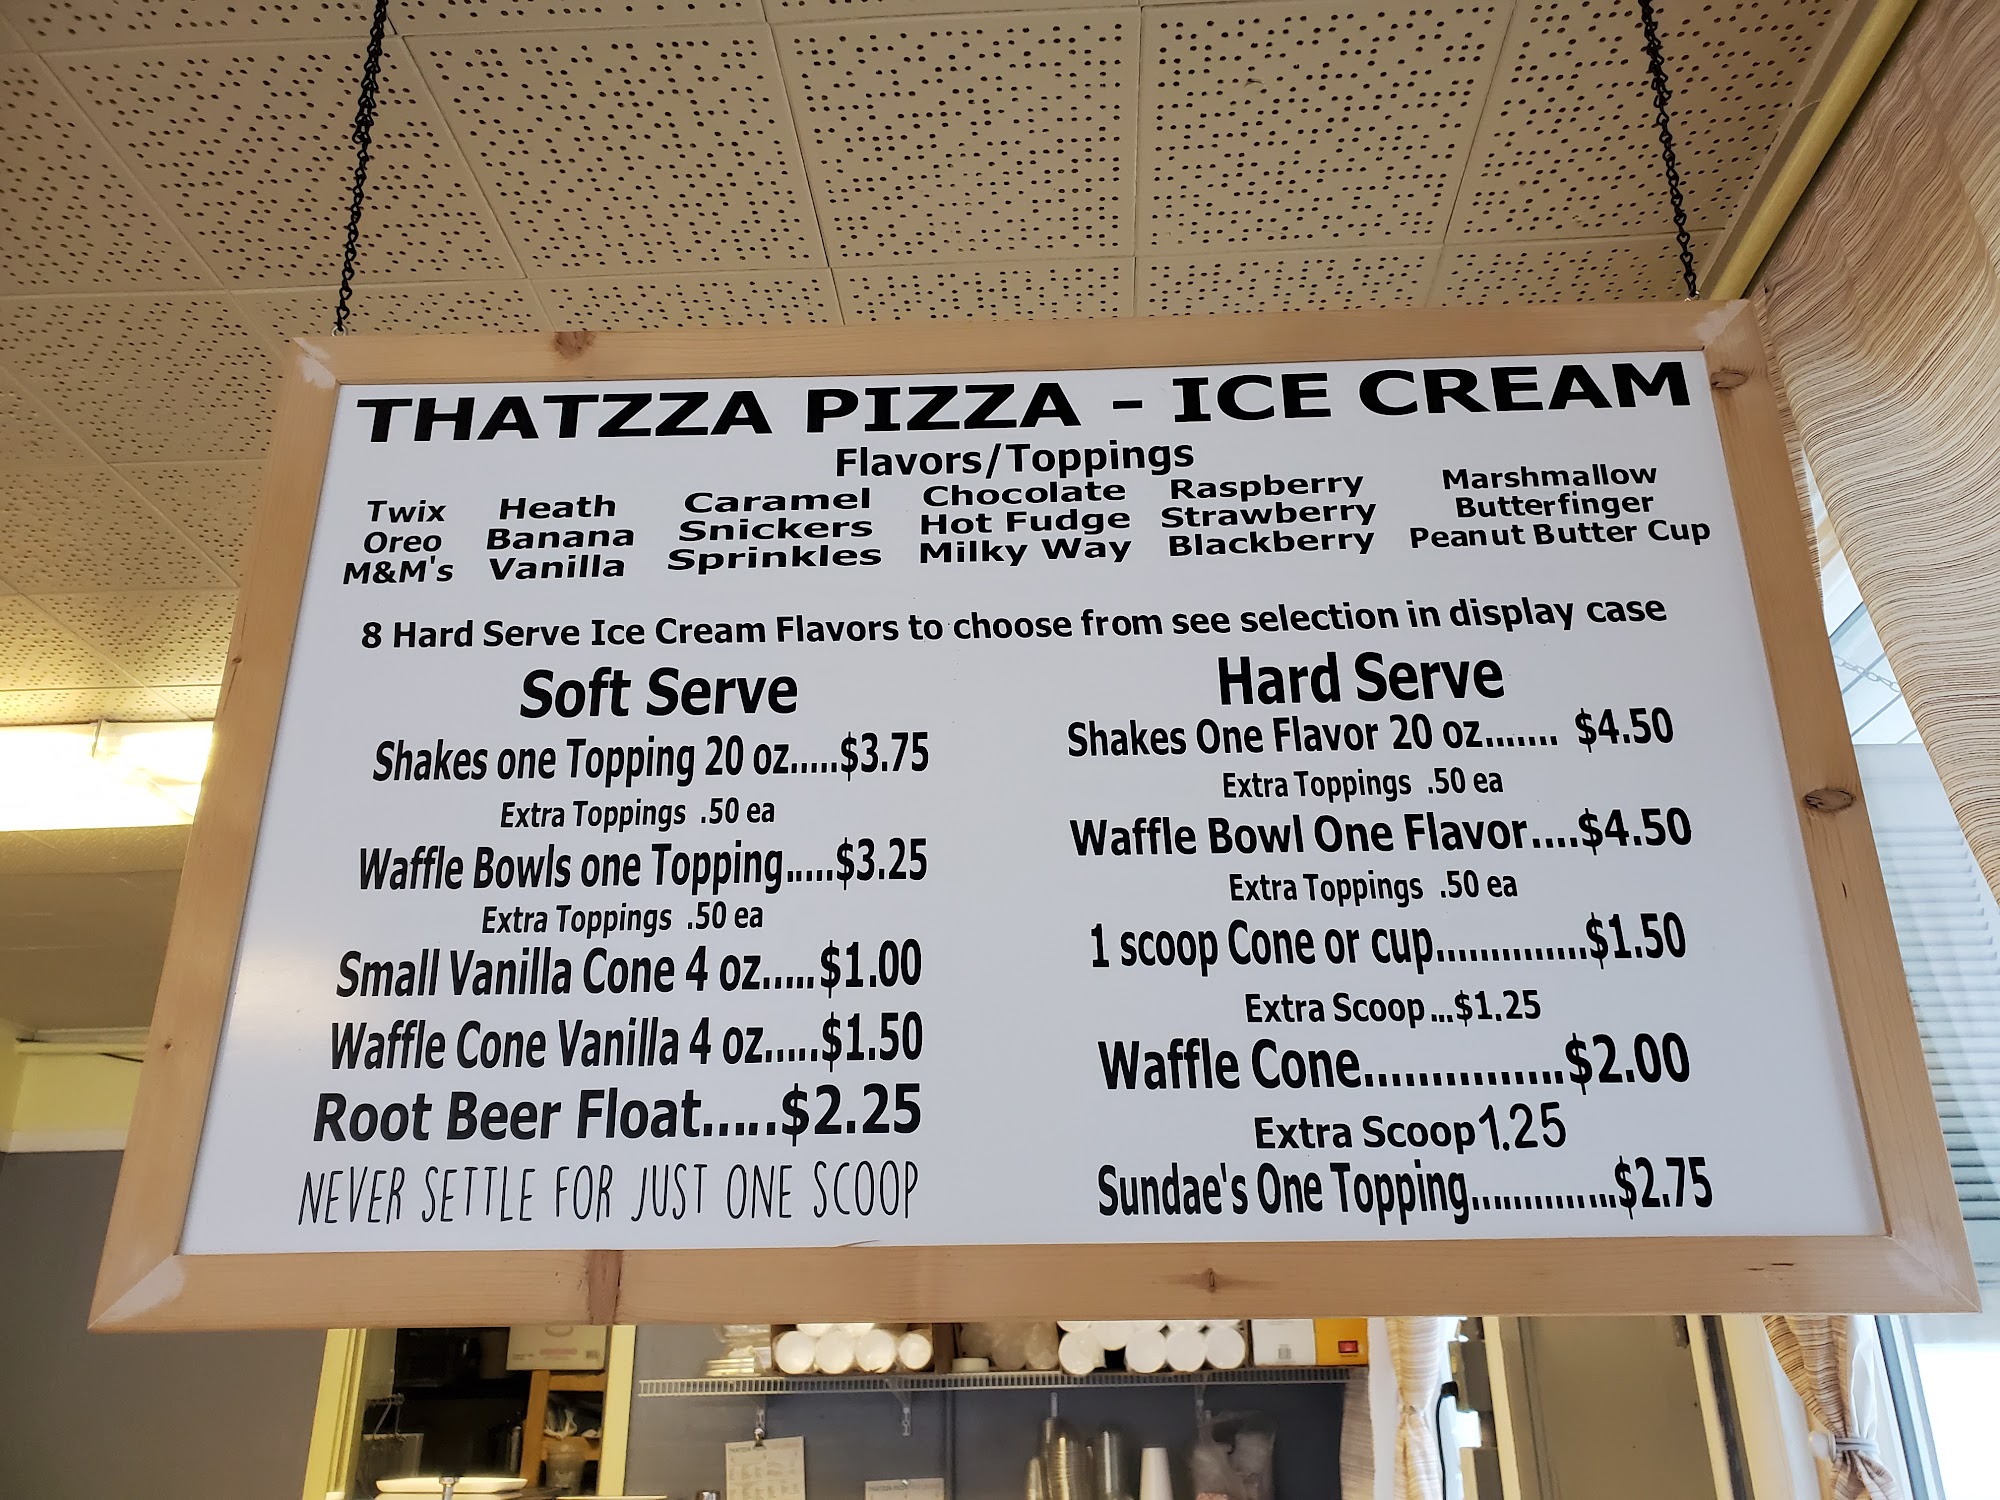 THATZZA PIZZA - ICE CREAM
Flavors/Toppings
Twix Heath Caramel Chocolate Raspberry Marshmallow
Oreo Banana Snickers Hot Fudge Strawberry Butterfinger
M&M's Vanilla Sprinkles Milky Way Blackberry Peanut Butter Cup
8 Hard Serve Ice Cream Flavors to choose from see selection in display case
Soft Serve
Shakes one Topping 20 oz.....$3.75
Extra Toppings .50 ea
Waffle Bowls one Topping.....$3.25
Extra Toppings .50 ea
Small Vanilla Cone 4 oz.....$1.00
Waffle Cone Vanilla 4 oz.....$1.50
Root Beer Float.....$2.25
NEVER SETTLE FOR JUST ONE SCOOP
Hard Serve
Shakes One Flavor 20 oz....... $4.50
Extra Toppings .50 ea
Waffle Bowl One Flavor....$4.50
Extra Toppings .50 ea
1 scoop Cone or cup..............$1.50
Extra Scoop...$1.25
Waffle Cone...............$2.00
Extra Scoop 1.25
Sundae's One Topping..............$2.75